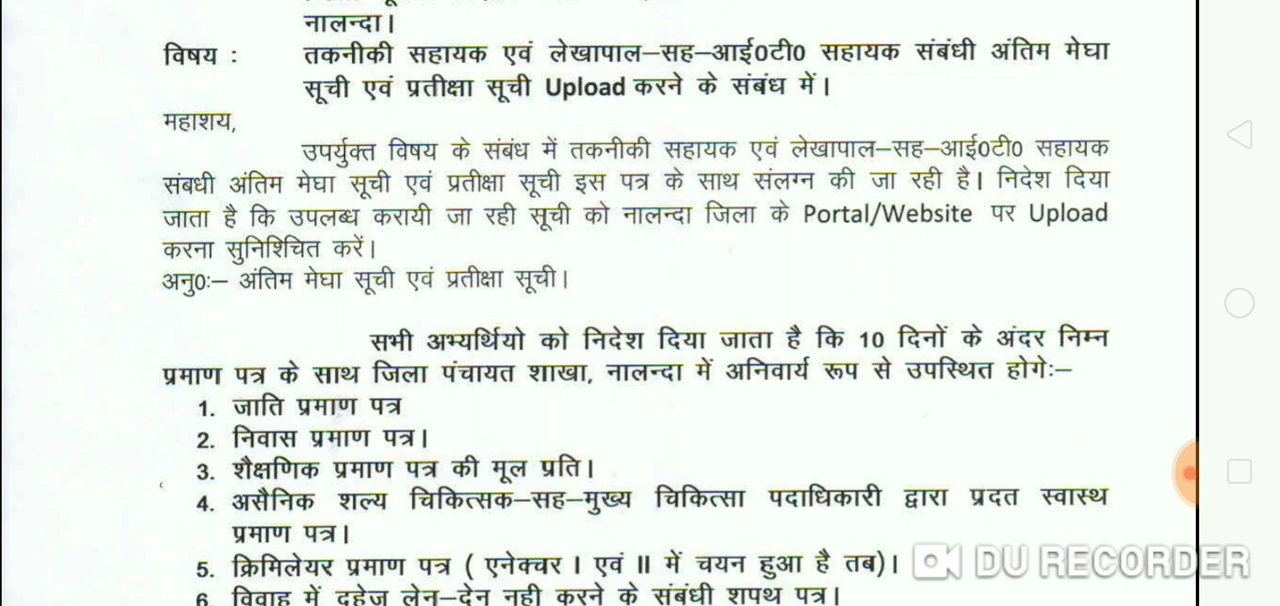 नालन्दा।
विषय : तकनीकी सहायक एवं लेखापाल–सह–आई0टी0 सहायक संबंधी अंतिम मेघा
सूची एवं प्रतीक्षा सूची Upload करने के संबंध में।
महाशय,
उपर्युक्त विषय के संबंध में तकनीकी सहायक एवं लेखापाल–सह–आई0टी0 सहायक
संबधी अंतिम मेघा सूची एवं प्रतीक्षा सूची इस पत्र के साथ संलग्न की जा रही है। निदेश दिया
जाता है कि उपलब्ध करायी जा रही सूची को नालन्दा जिला के Portal/Website पर Upload
करना सुनिश्चित करें।
अनु0ः– अंतिम मेघा सूची एवं प्रतीक्षा सूची।
सभी अभ्यर्थियो को निदेश दिया जाता है कि 10 दिनों के अंदर निम्न
प्रमाण पत्र के साथ जिला पंचायत शाखा, नालन्दा में अनिवार्य रूप से उपस्थित होगेः–
1. जाति प्रमाण पत्र
2. निवास प्रमाण पत्र।
3. शैक्षणिक प्रमाण पत्र की मूल प्रति।
4. असैनिक शल्य चिकित्सक–सह–मुख्य चिकित्सा पदाधिकारी द्वारा प्रदत स्वास्थ
प्रमाण पत्र।
5. क्रिमिलेयर प्रमाण पत्र ( एनेक्चर I एवं II में चयन हुआ है तब)।
DU RECORDER
6. विवाह में दहेज लेन–देन नही करने के संबंधी शपथ पत्र।